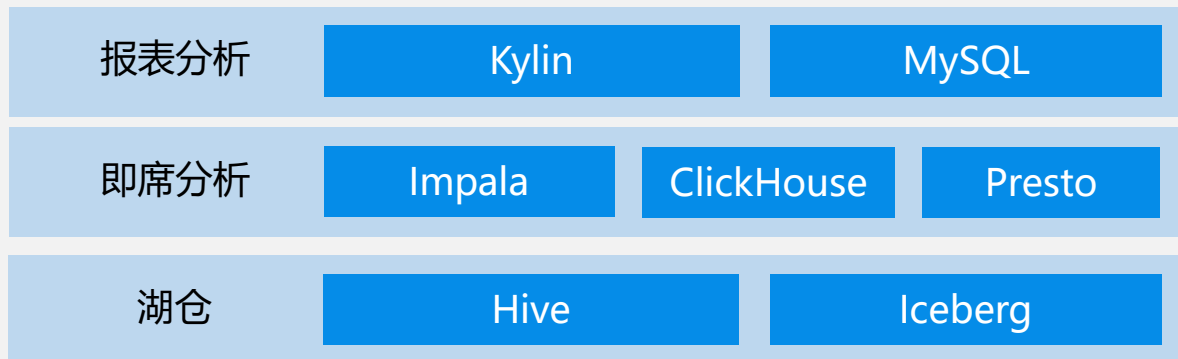 报表分析 Kylin MySQL
即席分析 Impala ClickHouse Presto
湖仓 Hive Iceberg